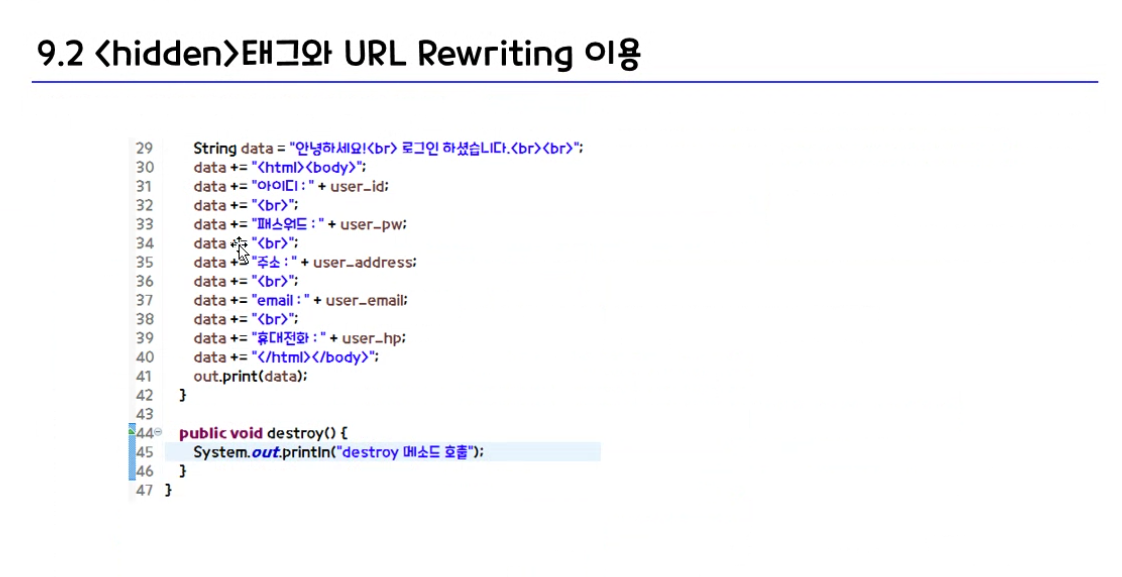 9.2 <hidden>태그와 URL Rewriting 이용
29 String data = "안녕하세요!<br> 로그인 하셨습니다.<br><br>";
30 data += "<html><body>";
31 data += "아이디 : " + user_id;
32 data += "<br>";
33 data += "패스워드 : " + user_pw;
34 data += "<br>";
35 data += "주소 : " + user_address;
36 data += "<br>";
37 data += "email : " + user_email;
38 data += "<br>";
39 data += "휴대전화 : " + user_hp;
40 data += "</html></body>";
41 out.print(data);
42 }
43
44 public void destroy() {
45 System.out.println("destroy 메소드 호출");
46 }
47 }